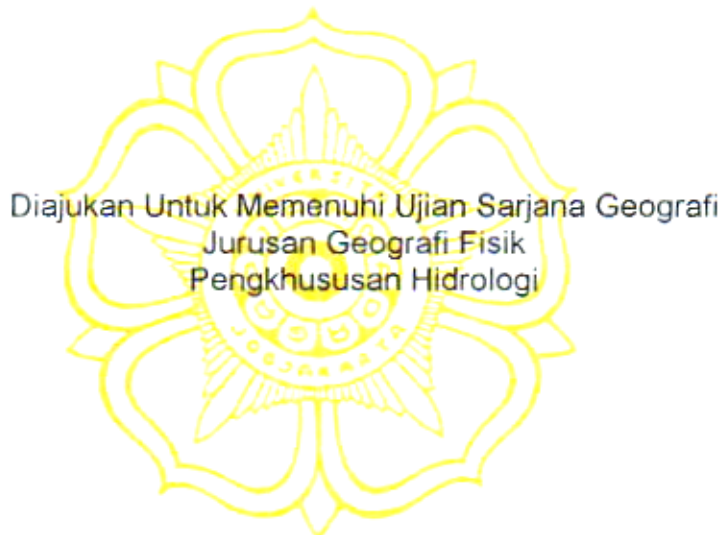 Diajukan Untuk Memenuhi Ujian Sarjana Geografi
Jurusan Geografi Fisik
Pengkhususan Hidrologi